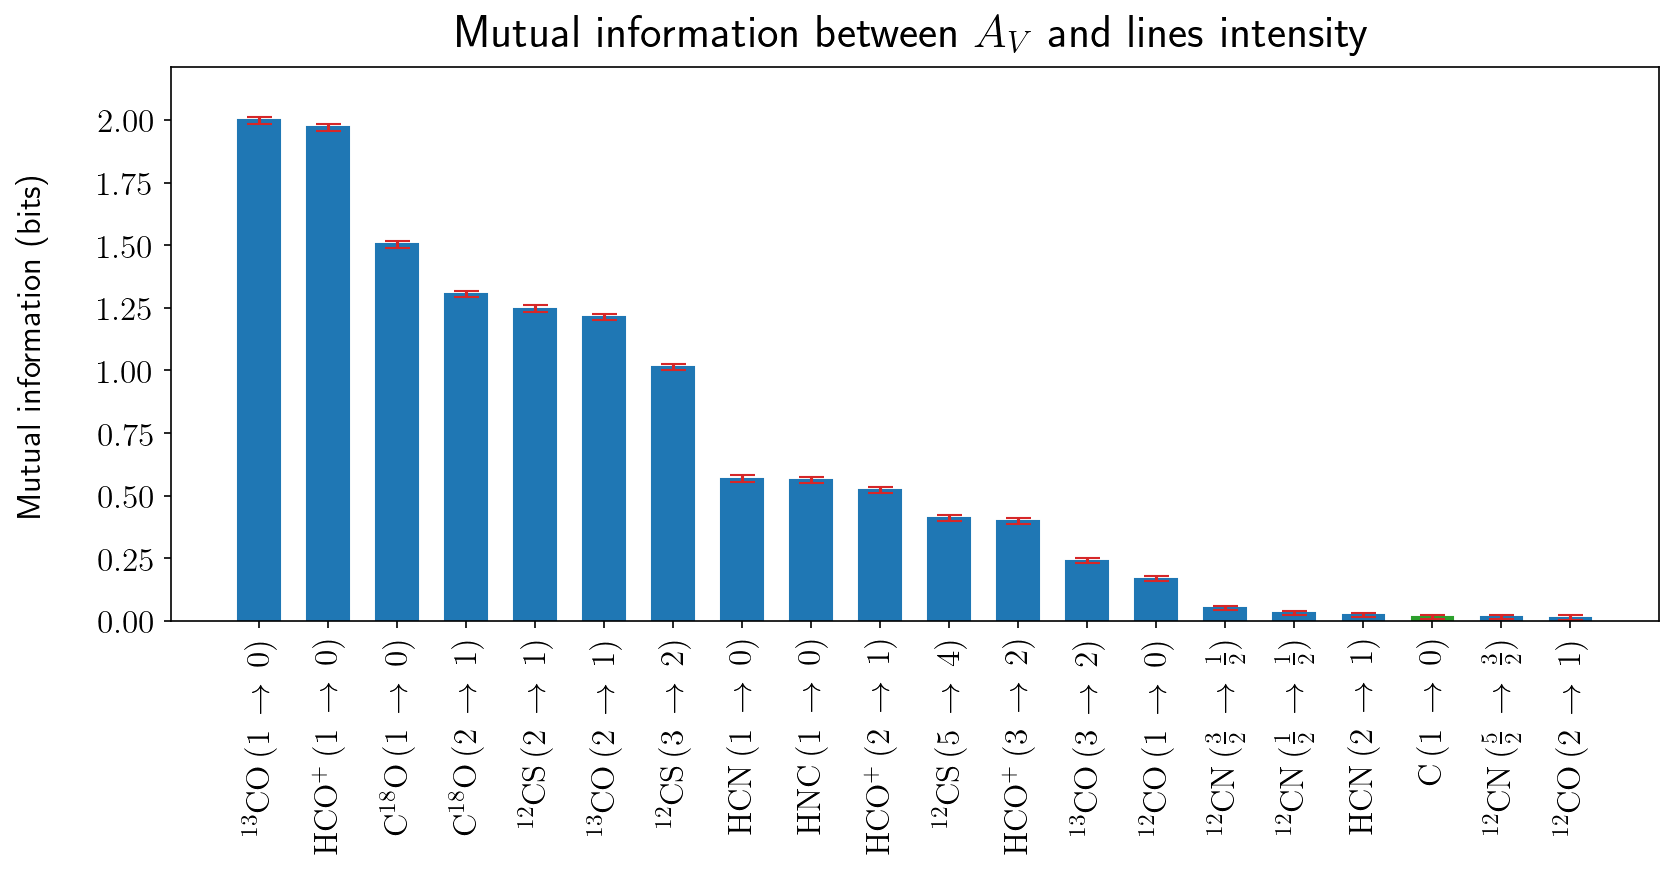 Mutual information between A_V and lines intensity
Mutual information (bits)
2.00
1.75
1.50
1.25
1.00
0.75
0.50
0.25
0.00
¹³CO (1 → 0)
HCO⁺ (1 → 0)
C¹⁸O (1 → 0)
C¹⁸O (2 → 1)
¹²CS (2 → 1)
¹³CO (2 → 1)
¹²CS (3 → 2)
HCN (1 → 0)
HNC (1 → 0)
HCO⁺ (2 → 1)
¹²CS (5 → 4)
HCO⁺ (3 → 2)
¹³CO (3 → 2)
¹²CO (1 → 0)
¹²CN (3/2 → 1/2)
¹²CN (1/2 → 1/2)
HCN (2 → 1)
C (1 → 0)
¹²CN (5/2 → 3/2)
¹²CO (2 → 1)